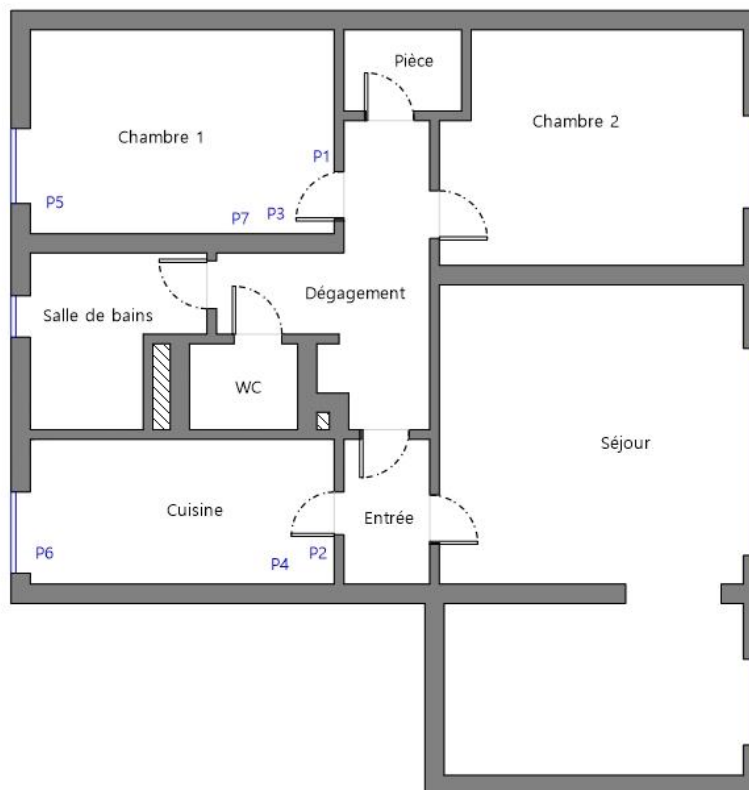 Pièce
Chambre 1
Chambre 2
P1
P5
P7
P3
Dégagement
Salle de bains
WC
Séjour
Cuisine
Entrée
P6
P4
P2